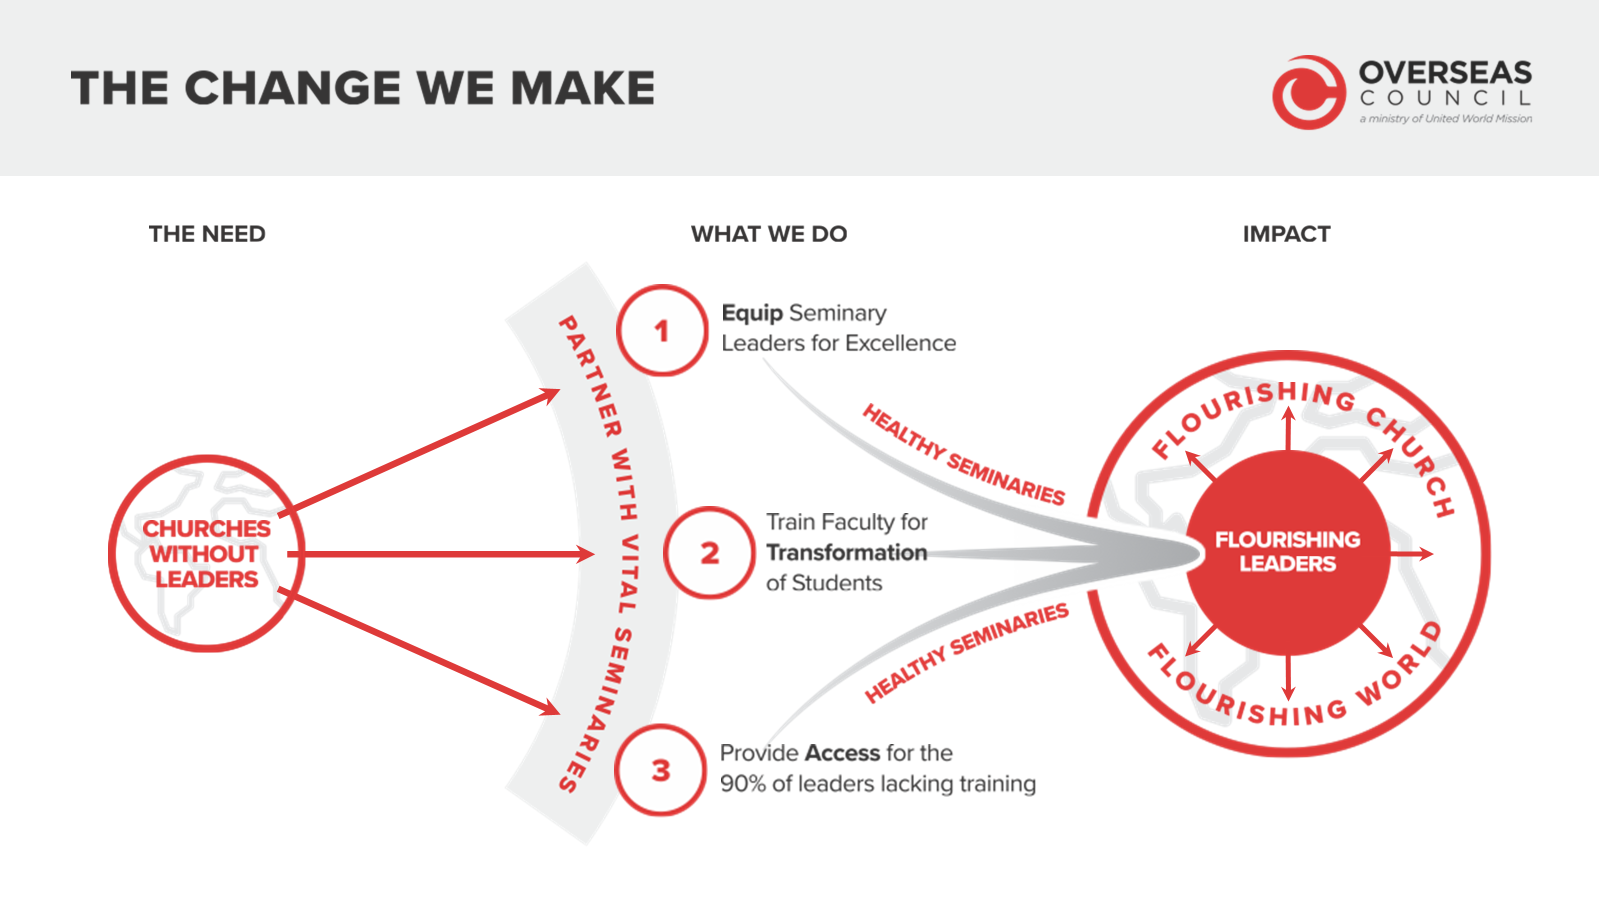 THE CHANGE WE MAKE
OVERSEAS
COUNCIL
a ministry of United World Mission
THE NEED
WHAT WE DO
IMPACT
CHURCHES
WITHOUT
LEADERS
PARTNER WITH VITAL SEMINARIES
1
Equip Seminary
Leaders for Excellence
2
Train Faculty for
Transformation
of Students
3
Provide Access for the
90% of leaders lacking training
HEALTHY SEMINARIES
HEALTHY SEMINARIES
FLOURISHING CHURCH
FLOURISHING
LEADERS
FLOURISHING WORLD